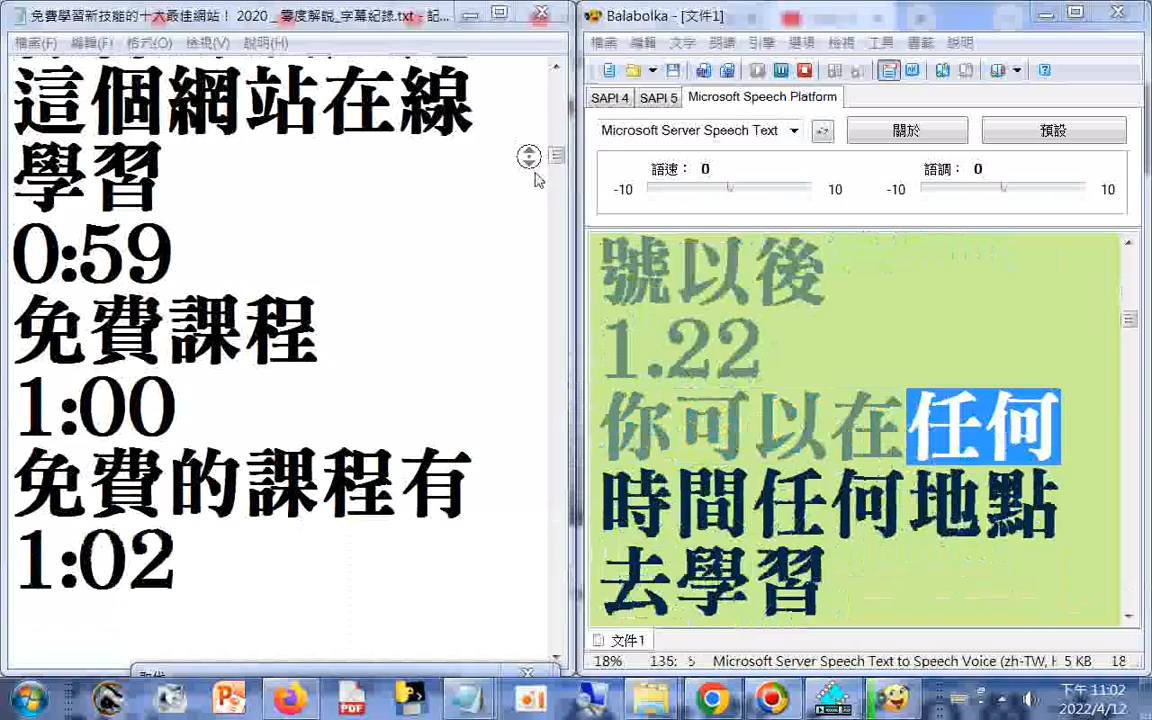 免費學習新技能的十大最佳網站! 2020 _ 零度解說_字幕紀錄.txt - 記...
檔案(F) 編輯(E) 格式(O) 檢視(V) 說明(H)
這個網站在線
學習
0:59
免費課程
1:00
免費的課程有
1:02
Balabolka - [文件1]
檔案 編輯 文字 朗讀 引擎 選項 檢視 工具 書籤 說明
SAPI 4 SAPI 5 Microsoft Speech Platform
Microsoft Server Speech Text 關於 預設
語速: 0 語調: 0
-10 10 -10 10
號以後
1.22
你可以在任何
時間任何地點
去學習
文件1
18% 135: 5 Microsoft Server Speech Text to Speech Voice (zh-TW, H 5 KB 18
PDF
下午 11:02
2022/4/12